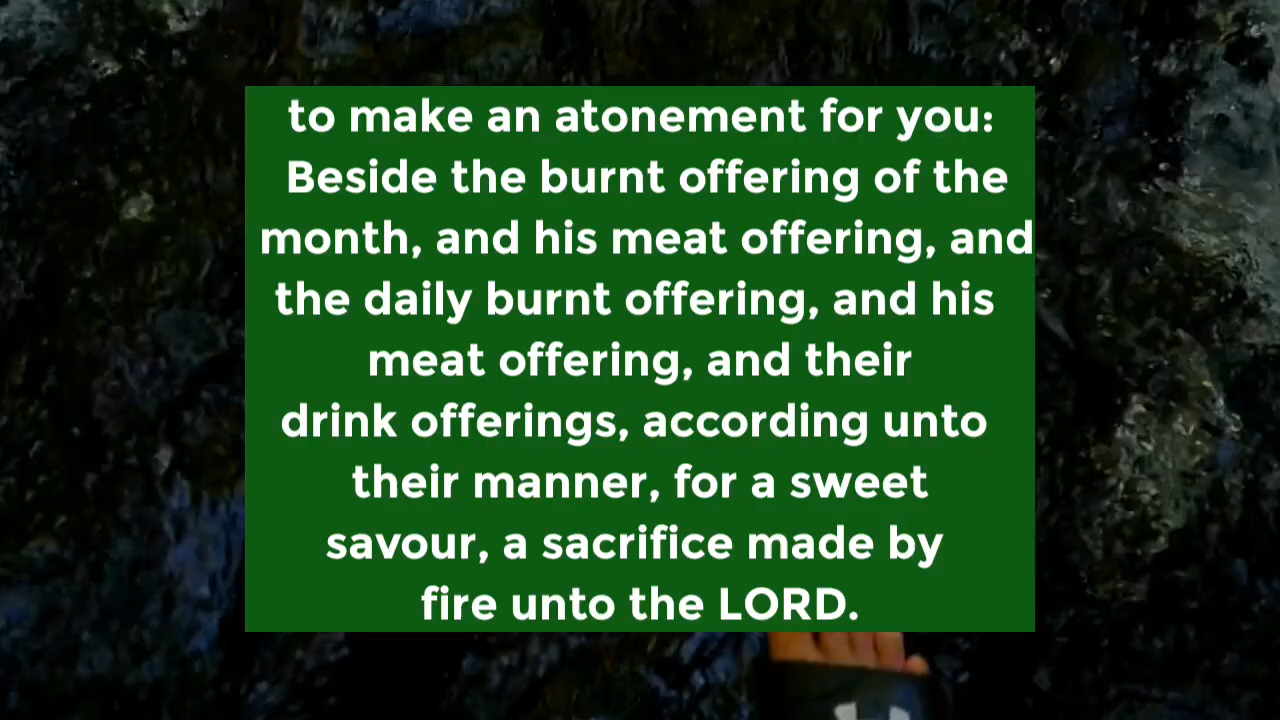 to make an atonement for you:
Beside the burnt offering of the
month, and his meat offering, and
the daily burnt offering, and his
meat offering, and their
drink offerings, according unto
their manner, for a sweet
savour, a sacrifice made by
fire unto the LORD.